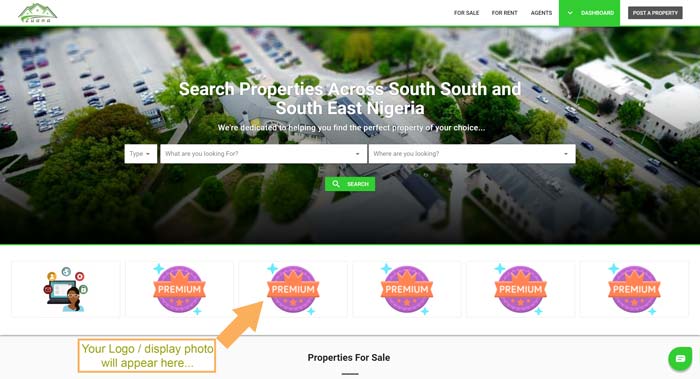 FOR SALE FOR RENT AGENTS DASHBOARD POST A PROPERTY
Search Properties Across South South and
South East Nigeria
We're dedicated to helping you find the perfect property of your choice...
Type What are you looking For? Where are you looking?
SEARCH
PREMIUM PREMIUM PREMIUM PREMIUM PREMIUM
Your Logo / display photo
will appear here...
Properties For Sale